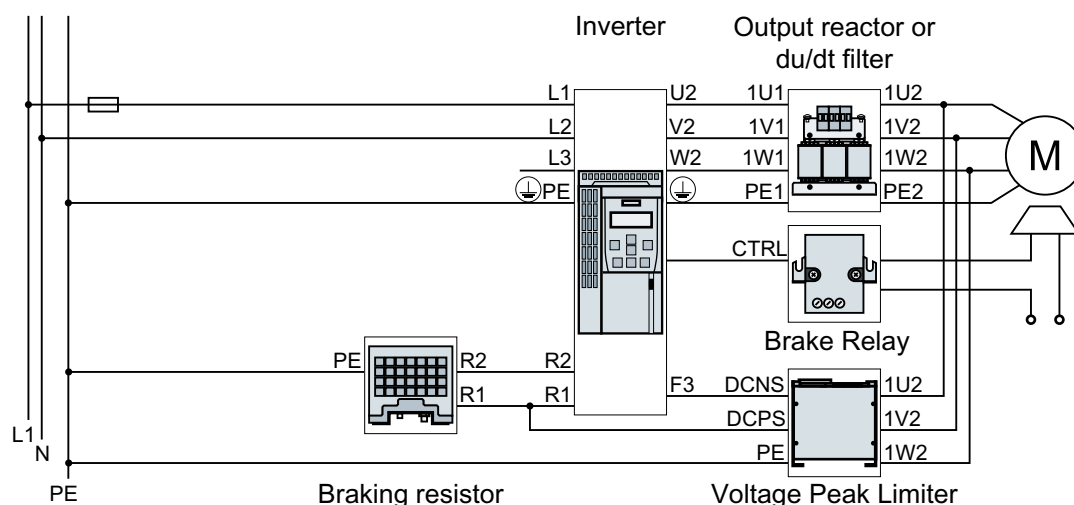 Inverter
Output reactor or
du/dt filter
L1 U2 1U1 1U2
L2 V2 1V1 1V2
L3 W2 1W1 1W2
PE PE1 PE2
M
CTRL
Brake Relay
PE R2 R2
R1 R1
F3 DCNS 1U2
DCPS 1V2
PE 1W2
L1
N
PE
Braking resistor
Voltage Peak Limiter